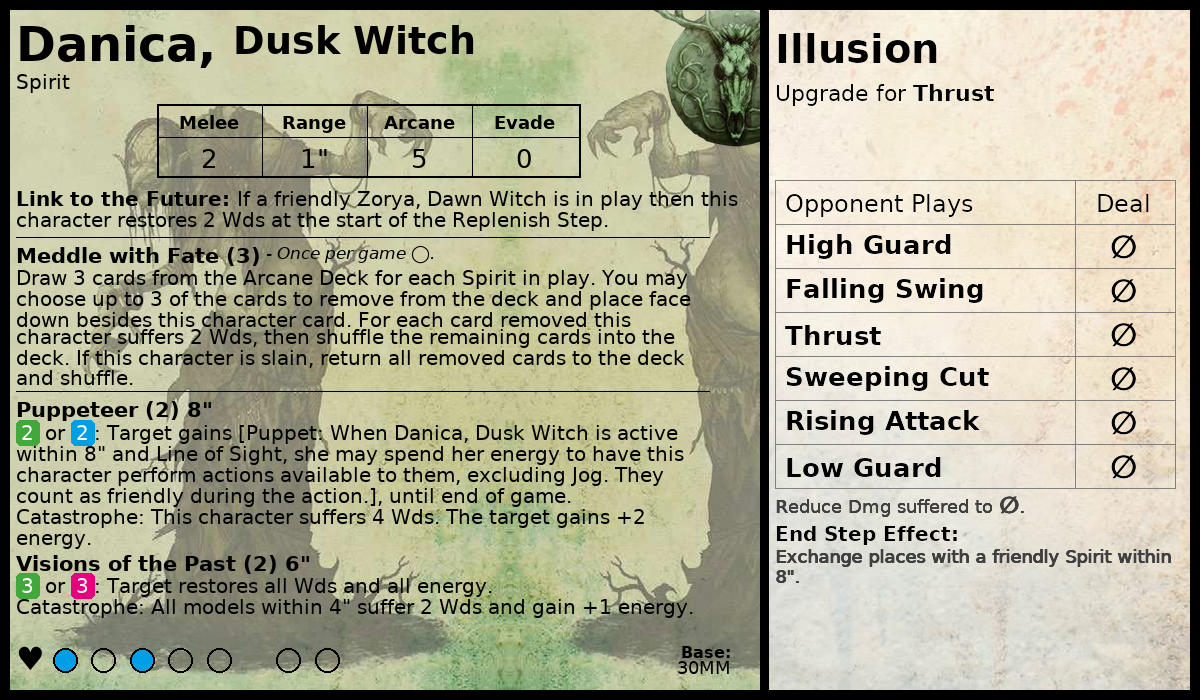 Danica, Dusk Witch
Spirit
Melee Range Arcane Evade
2 1" 5 0
Link to the Future: If a friendly Zorya, Dawn Witch is in play then this
character restores 2 Wds at the start of the Replenish Step.
Meddle with Fate (3) - Once per game ◯.
Draw 3 cards from the Arcane Deck for each Spirit in play. You may
choose up to 3 of the cards to remove from the deck and place face
down besides this character card. For each card removed this
character suffers 2 Wds, then shuffle the remaining cards into the
deck. If this character is slain, return all removed cards to the deck
and shuffle.
Puppeteer (2) 8"
2 or 2: Target gains [Puppet: When Danica, Dusk Witch is active
within 8" and Line of Sight, she may spend her energy to have this
character perform actions available to them, excluding Jog. They
count as friendly during the action.], until end of game.
Catastrophe: This character suffers 4 Wds. The target gains +2
energy.
Visions of the Past (2) 6"
3 or 3: Target restores all Wds and all energy.
Catastrophe: All models within 4" suffer 2 Wds and gain +1 energy.
Base:
30MM
Illusion
Upgrade for Thrust
Opponent Plays Deal
High Guard ∅
Falling Swing ∅
Thrust ∅
Sweeping Cut ∅
Rising Attack ∅
Low Guard ∅
Reduce Dmg suffered to ∅.
End Step Effect:
Exchange places with a friendly Spirit within
8".